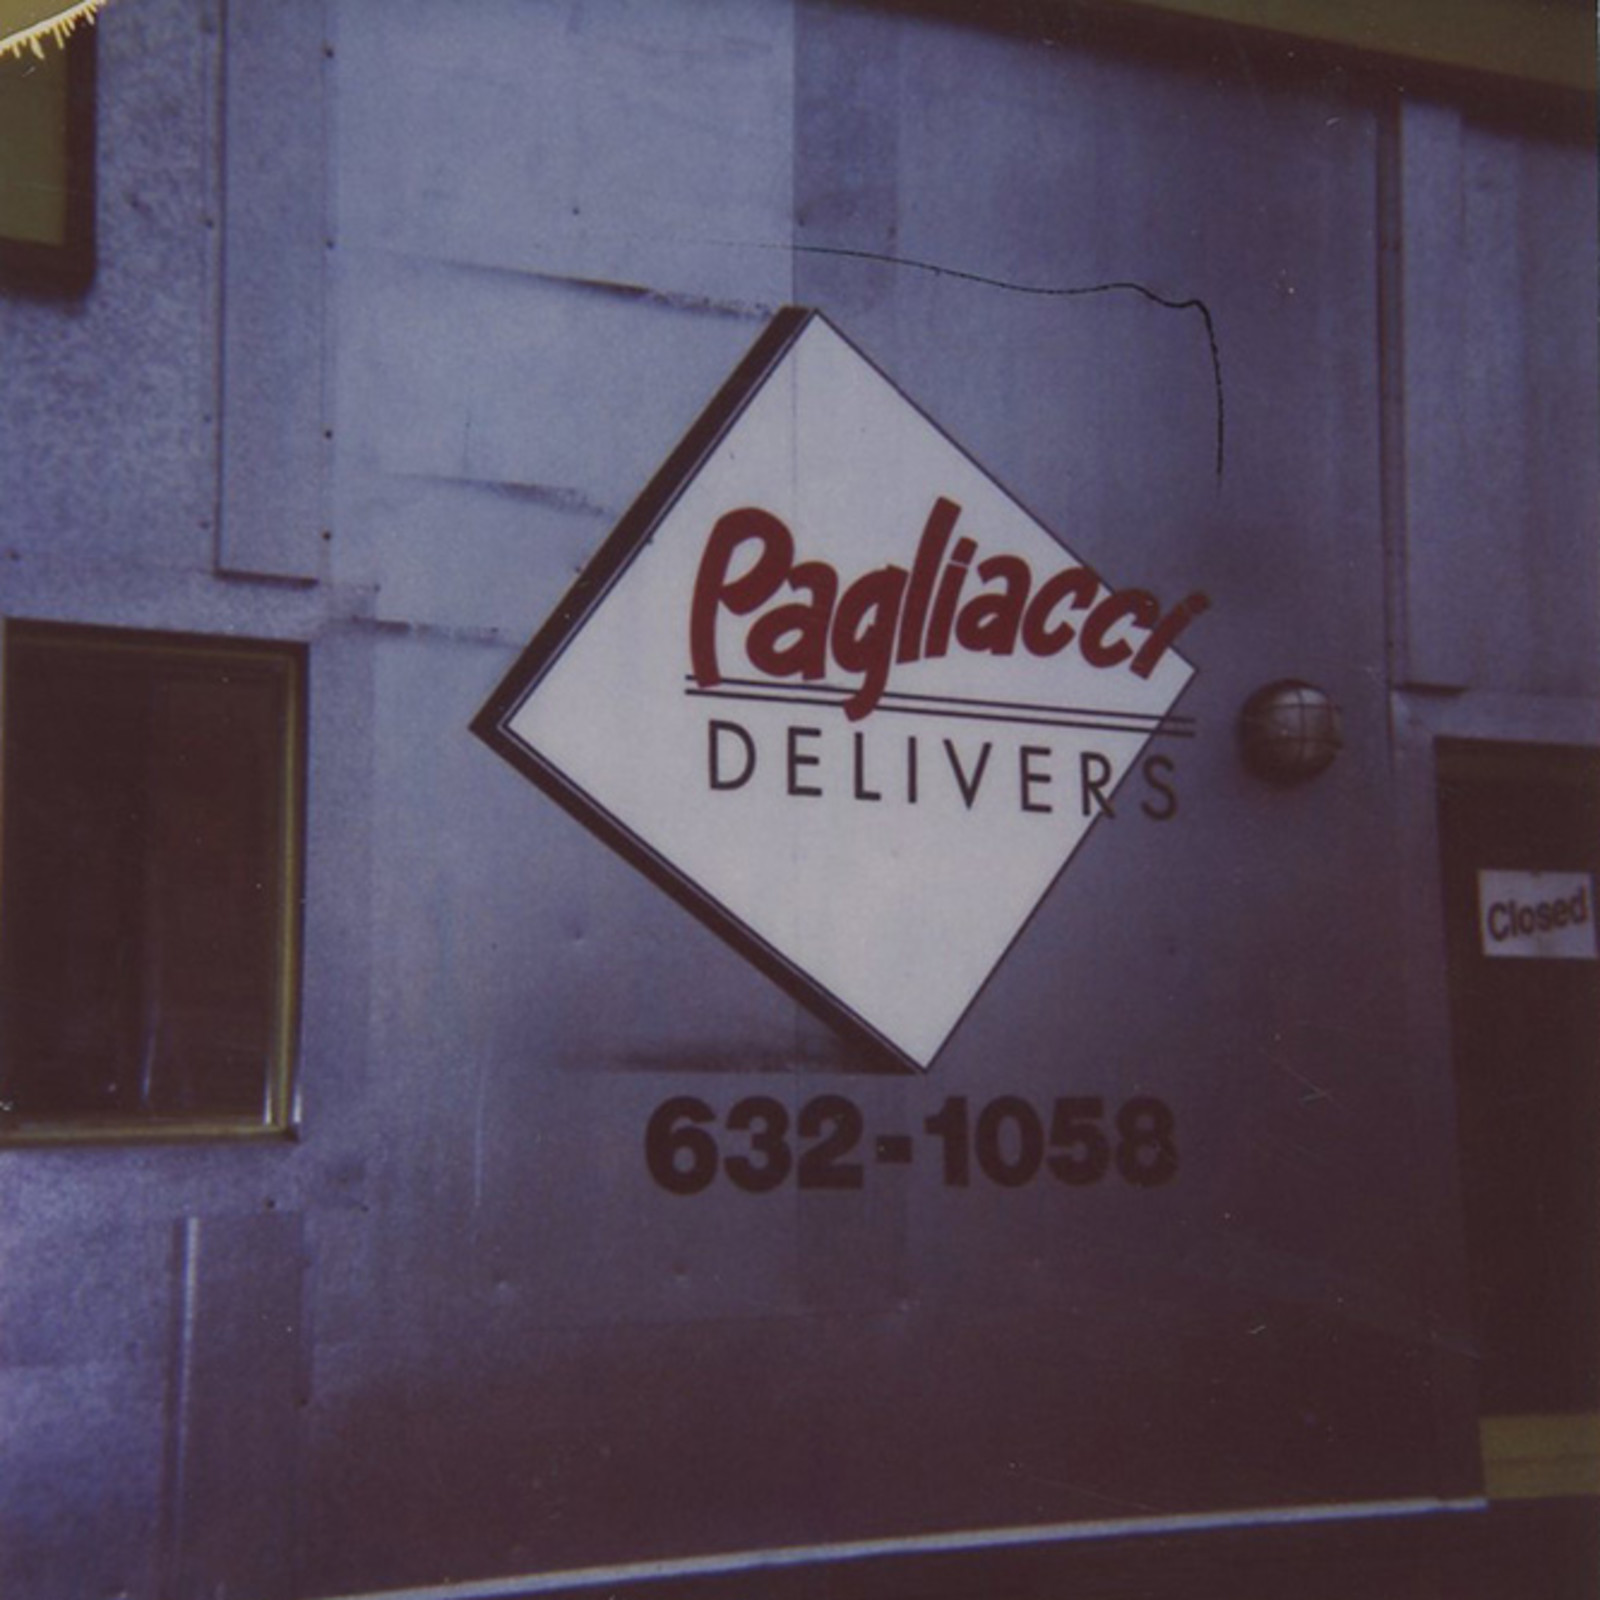 Pagliacci
DELIVERS
Closed
632-1058